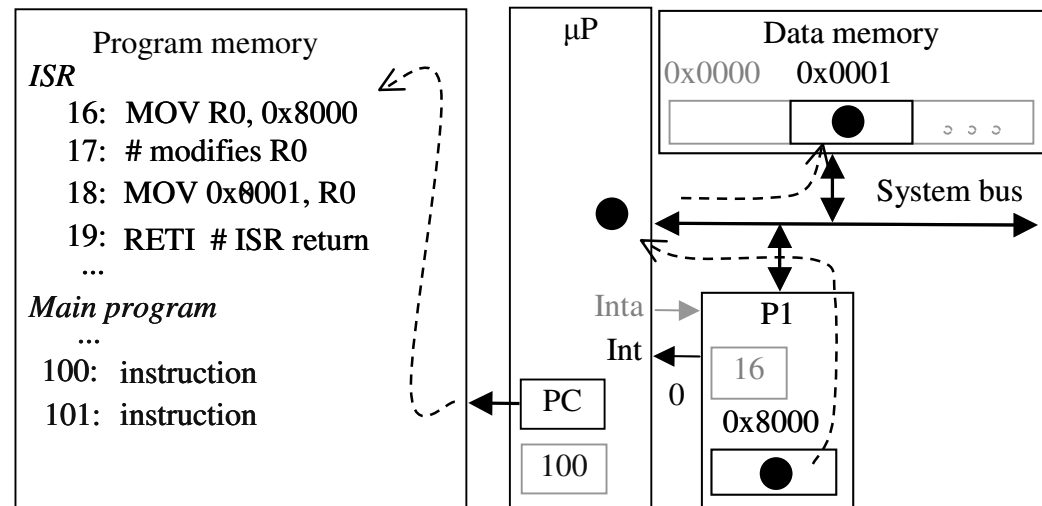 Program memory
ISR
16: MOV R0, 0x8000
17: # modifies R0
18: MOV 0x0001, R0
19: RETI # ISR return
...
Main program
...
100: instruction
101: instruction
μP
PC
100
Inta
Int
0
Data memory
0x0000 0x0001
System bus
P1
16
0x8000